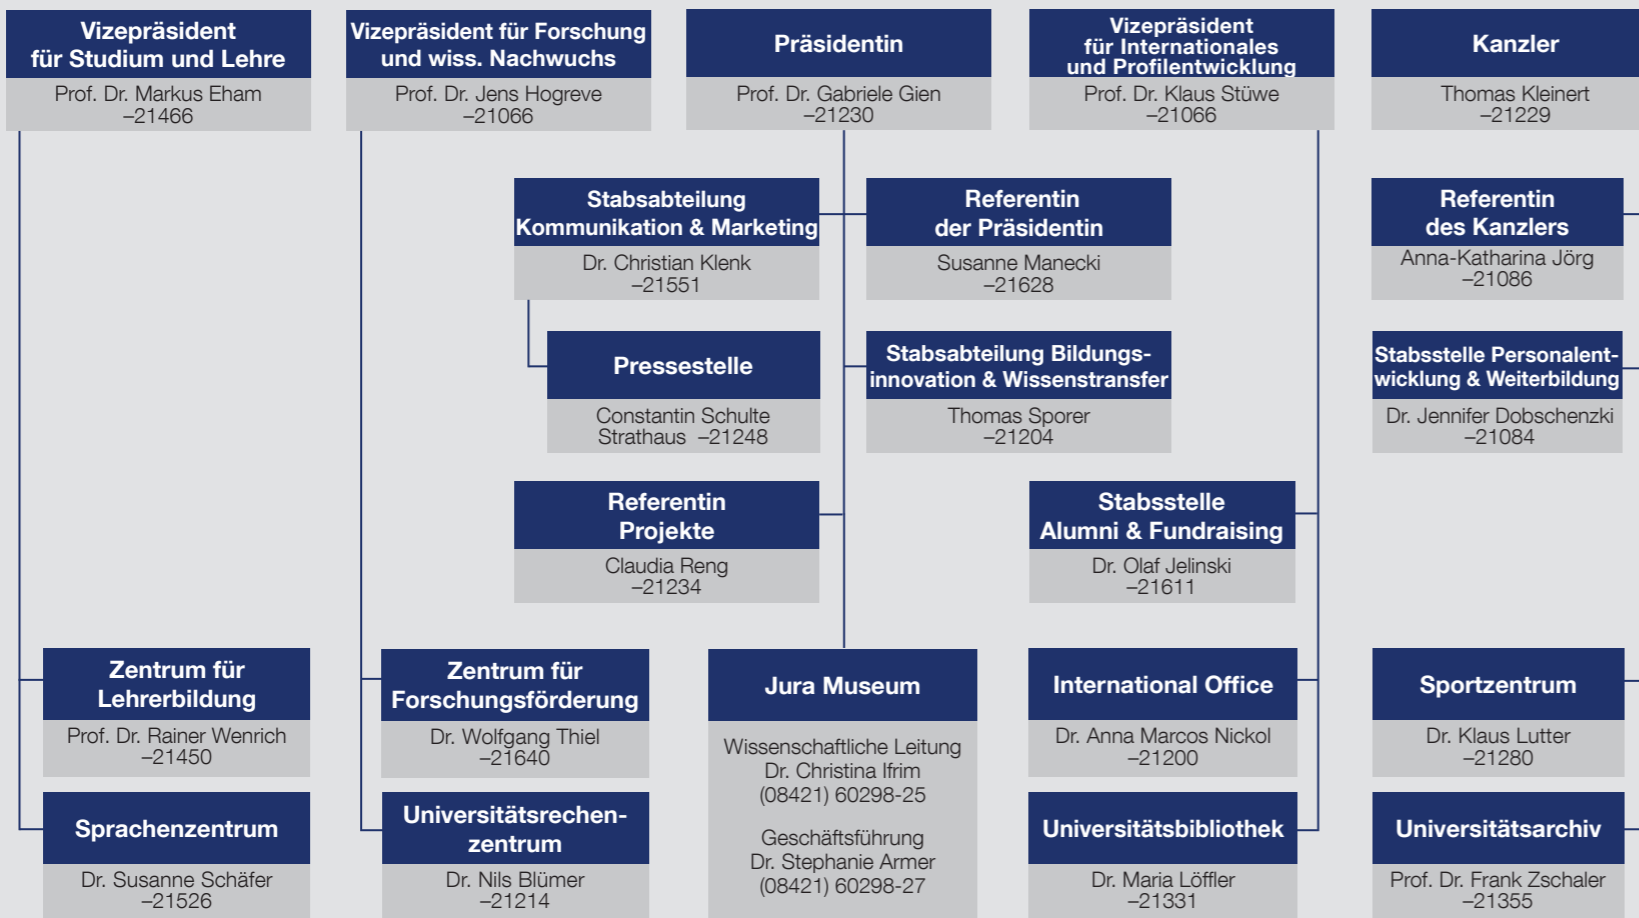 Vizepräsident
für Studium und Lehre
Prof. Dr. Markus Eham
–21466
Vizepräsident für Forschung
und wiss. Nachwuchs
Prof. Dr. Jens Hogreve
–21066
Präsidentin
Prof. Dr. Gabriele Gien
–21230
Vizepräsident
für Internationales
und Profilentwicklung
Prof. Dr. Klaus Stüwe
–21066
Kanzler
Thomas Kleinert
–21229
Stabsabteilung
Kommunikation & Marketing
Dr. Christian Klenk
–21551
Referentin
der Präsidentin
Susanne Manecki
–21628
Referentin
des Kanzlers
Anna-Katharina Jörg
–21086
Pressestelle
Constantin Schulte
Strathaus –21248
Stabsabteilung Bildungs-
innovation & Wissenstransfer
Thomas Sporer
–21204
Stabsstelle Personalent-
wicklung & Weiterbildung
Dr. Jennifer Dobschenzki
–21084
Referentin
Projekte
Claudia Reng
–21234
Stabsstelle
Alumni & Fundraising
Dr. Olaf Jelinski
–21611
Zentrum für
Lehrerbildung
Prof. Dr. Rainer Wenrich
–21450
Zentrum für
Forschungsförderung
Dr. Wolfgang Thiel
–21640
Jura Museum
Wissenschaftliche Leitung
Dr. Christina Ifrim
(08421) 60298-25
Geschäftsführung
Dr. Stephanie Armer
(08421) 60298-27
International Office
Dr. Anna Marcos Nickol
–21200
Sportzentrum
Dr. Klaus Lutter
–21280
Sprachenzentrum
Dr. Susanne Schäfer
–21526
Universitätsrechen-
zentrum
Dr. Nils Blümer
–21214
Universitätsbibliothek
Dr. Maria Löffler
–21331
Universitätsarchiv
Prof. Dr. Frank Zschaler
–21355